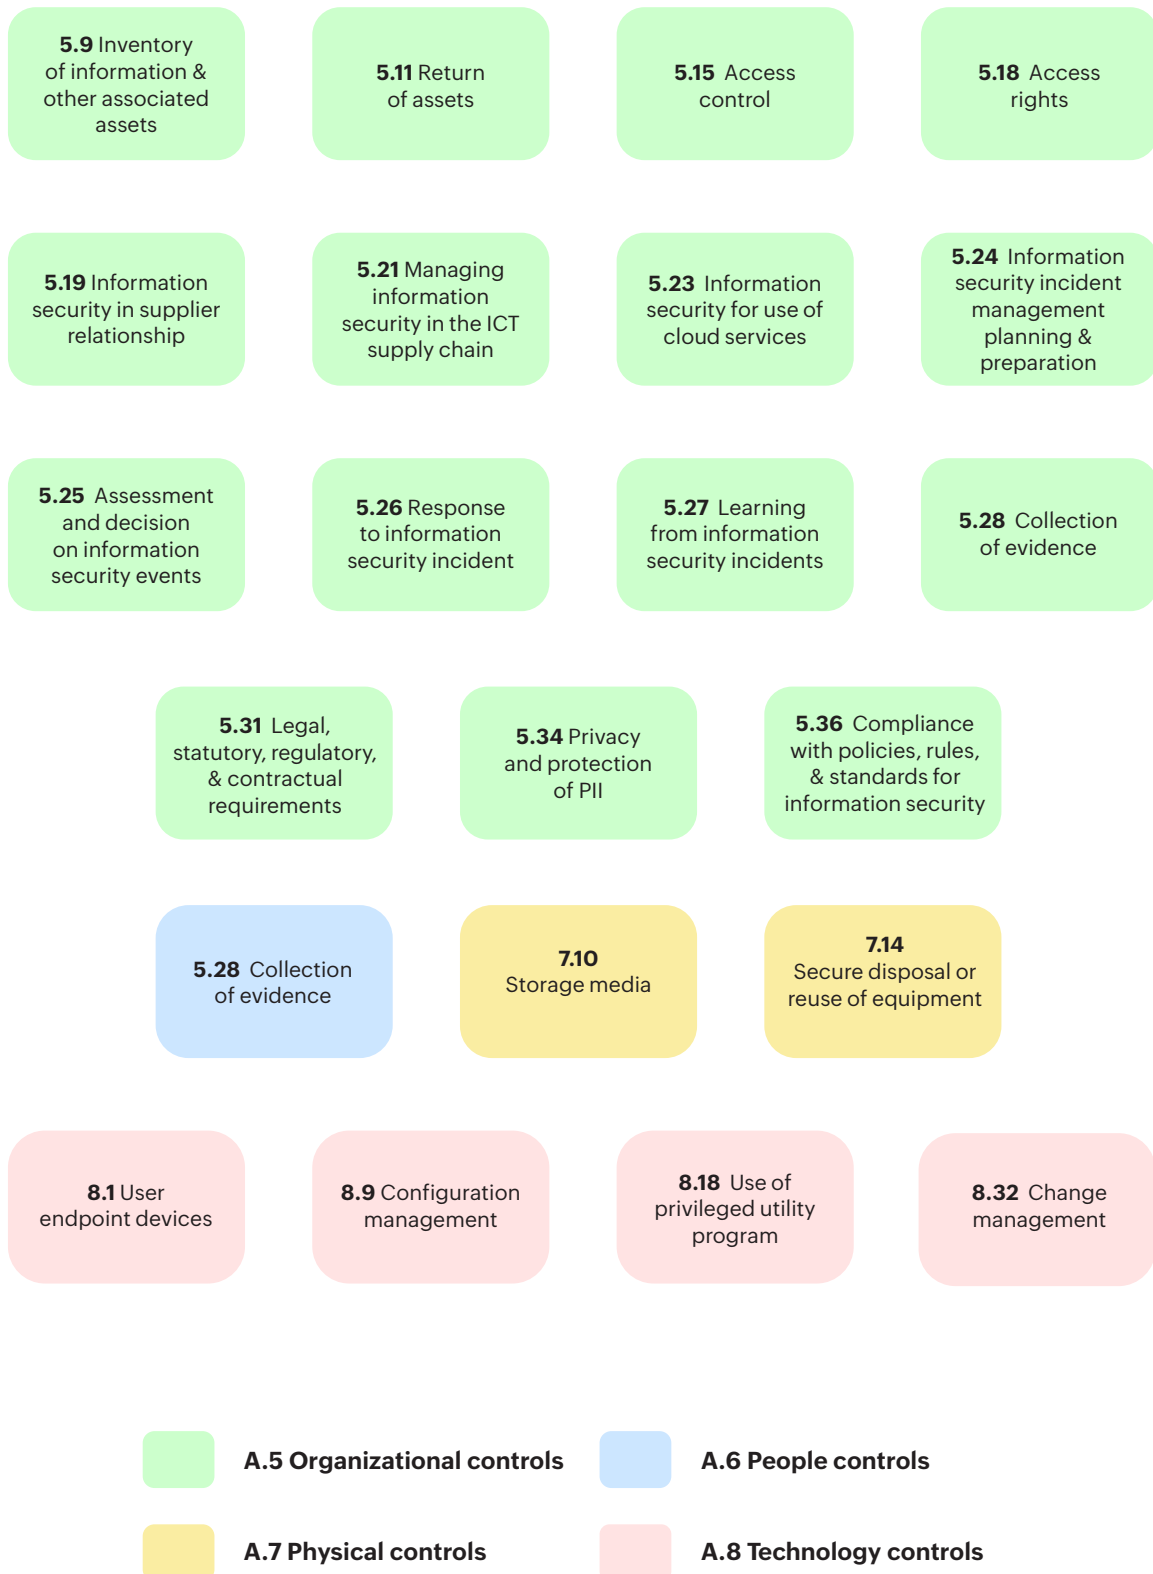 5.9 Inventory
of information &
other associated
assets
5.11 Return
of assets
5.15 Access
control
5.18 Access
rights
5.19 Information
security in supplier
relationship
5.21 Managing
information
security in the ICT
supply chain
5.23 Information
security for use of
cloud services
5.24 Information
security incident
management
planning &
preparation
5.25 Assessment
and decision
on information
security events
5.26 Response
to information
security incident
5.27 Learning
from information
security incidents
5.28 Collection
of evidence
5.31 Legal,
statutory, regulatory,
& contractual
requirements
5.34 Privacy
and protection
of PII
5.36 Compliance
with policies, rules,
& standards for
information security
5.28 Collection
of evidence
7.10
Storage media
7.14
Secure disposal or
reuse of equipment
8.1 User
endpoint devices
8.9 Configuration
management
8.18 Use of
privileged utility
program
8.32 Change
management
A.5 Organizational controls
A.6 People controls
A.7 Physical controls
A.8 Technology controls